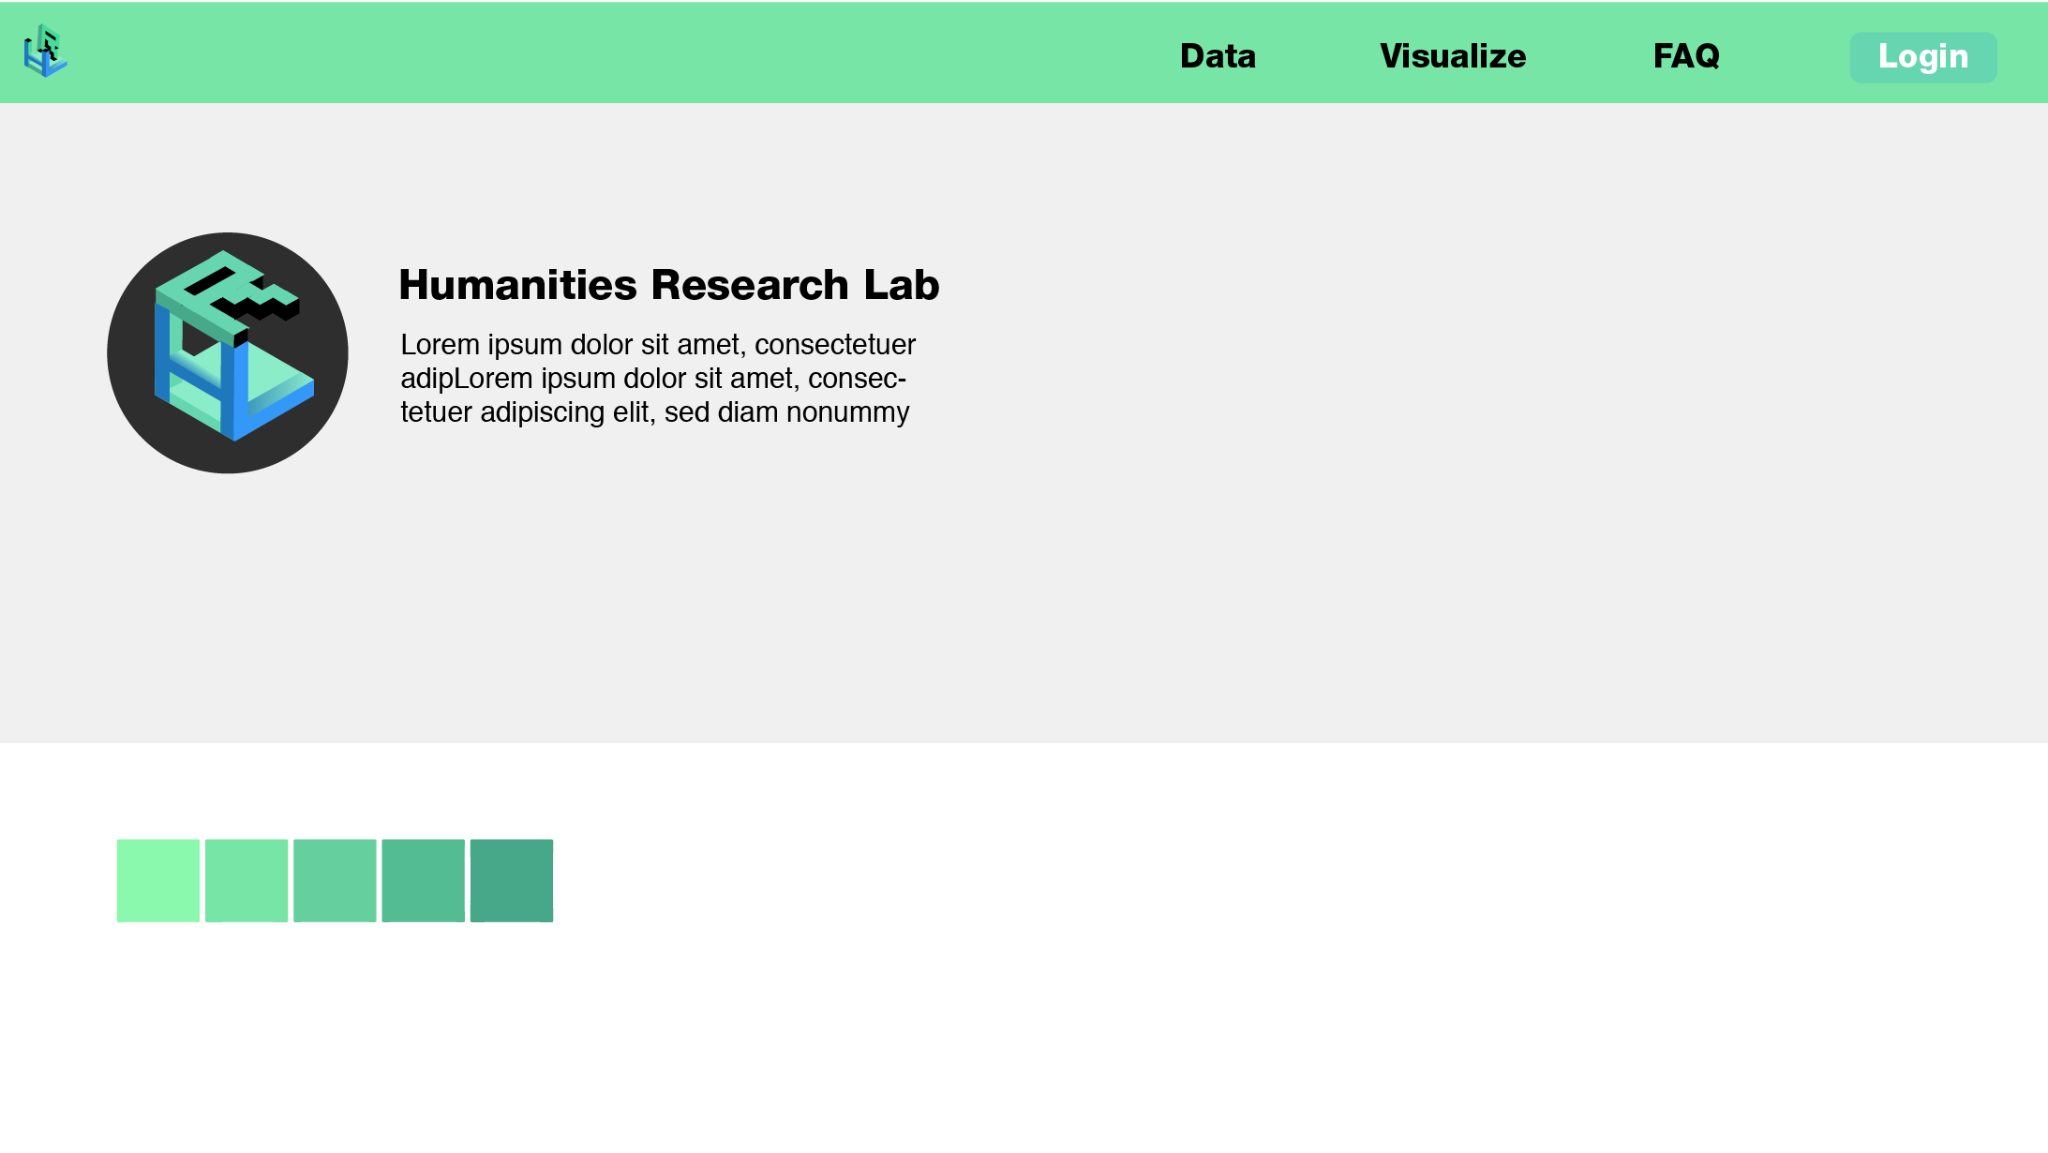 Data
Visualize
FAQ
Login
Humanities Research Lab
Lorem ipsum dolor sit amet, consectetuer
adipLorem ipsum dolor sit amet, consec-
tetuer adipiscing elit, sed diam nonummy